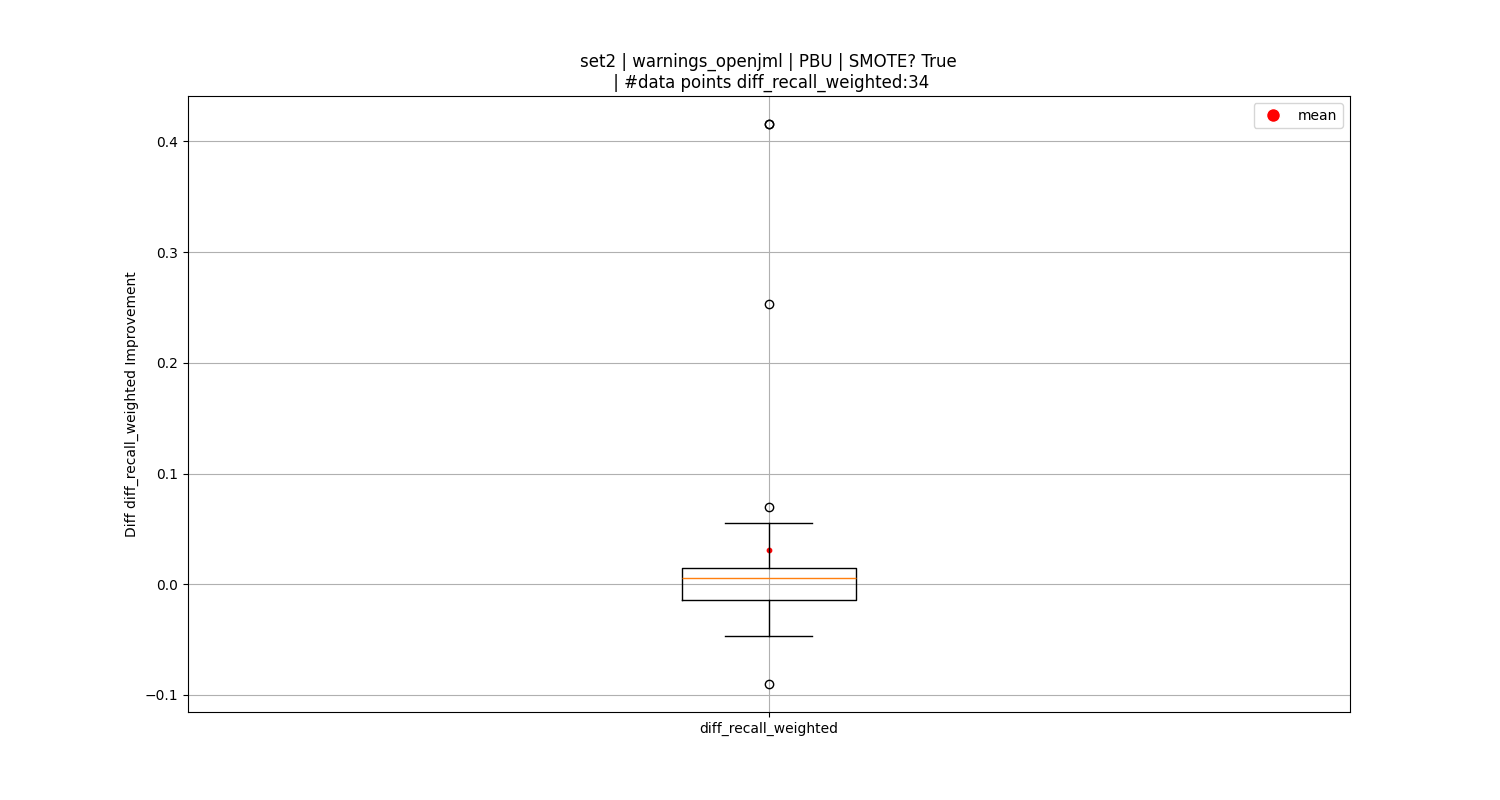 set2 | warnings_openjml | PBU | SMOTE? True
| #data points diff_recall_weighted:34
mean
0.4
0.3
0.2
0.1
0.0
−0.1
Diff diff_recall_weighted Improvement
diff_recall_weighted